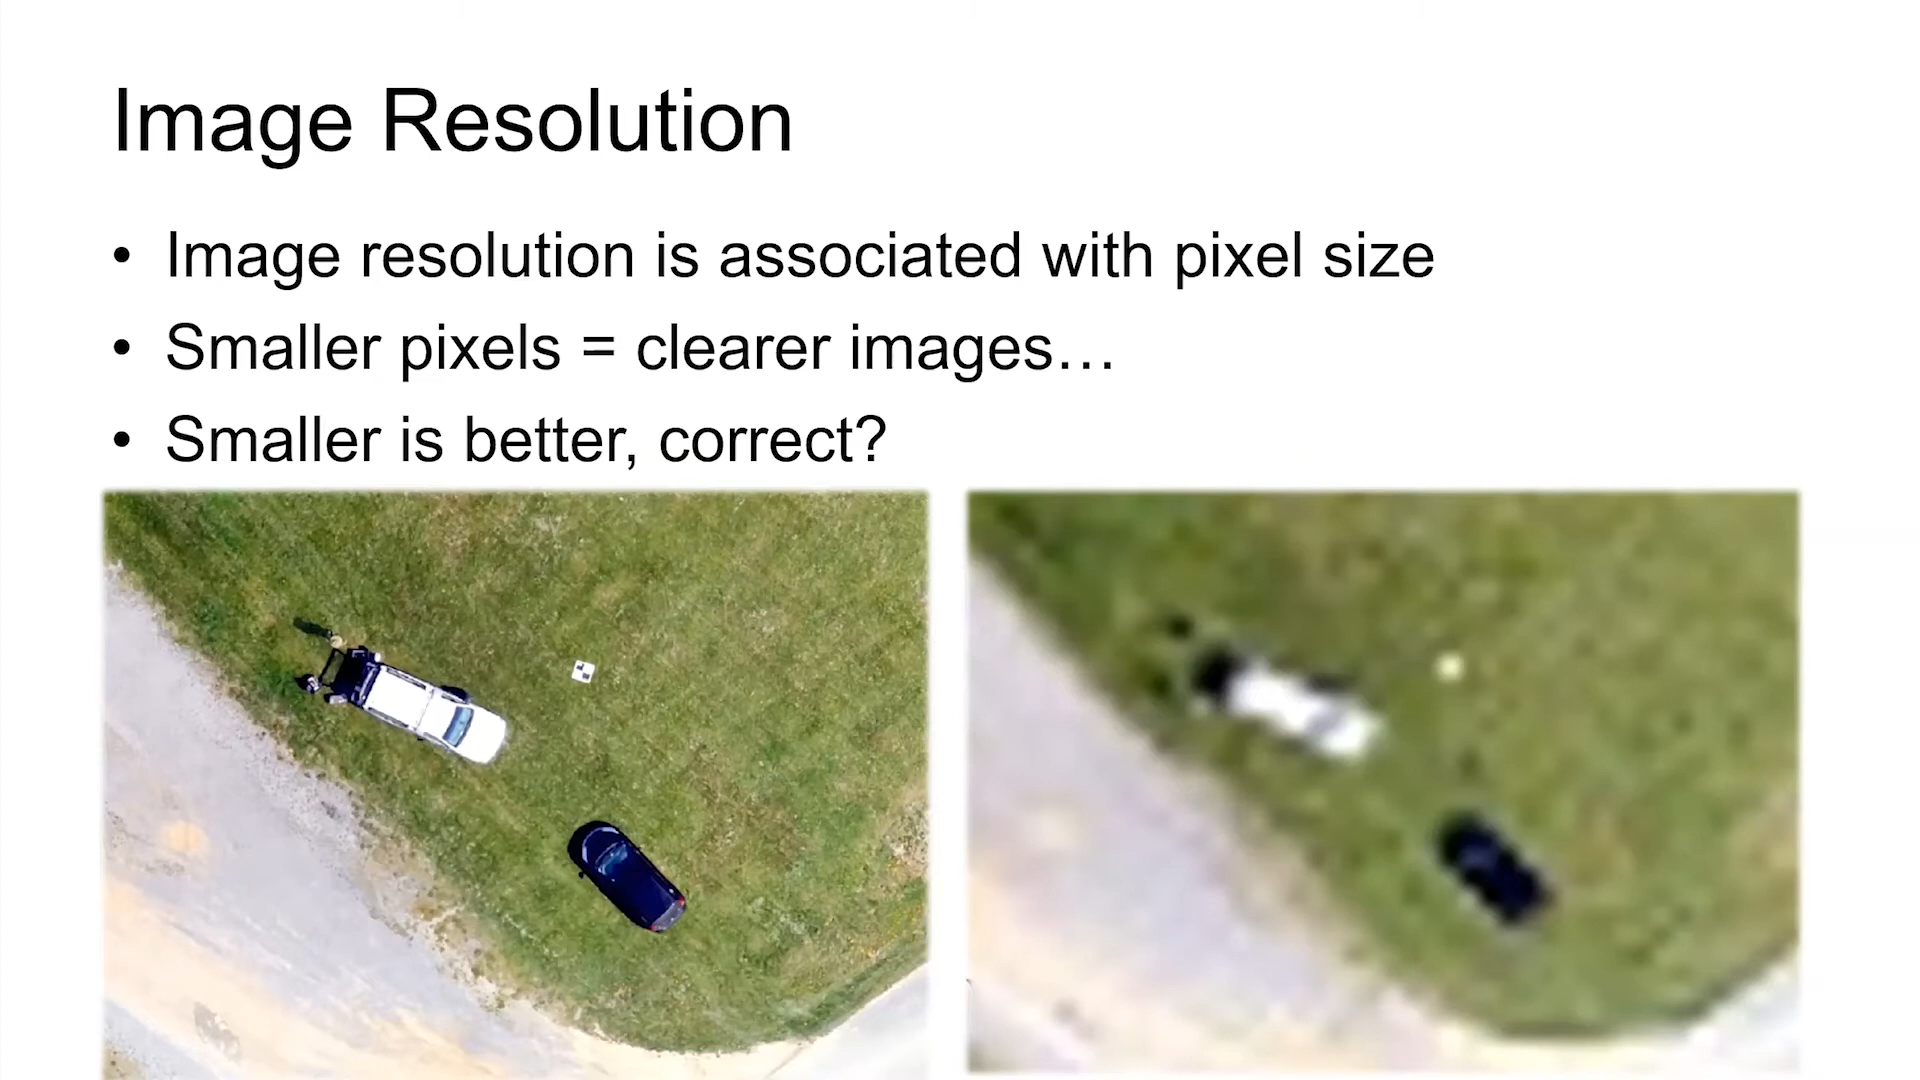 Image Resolution
• Image resolution is associated with pixel size
• Smaller pixels = clearer images…
• Smaller is better, correct?